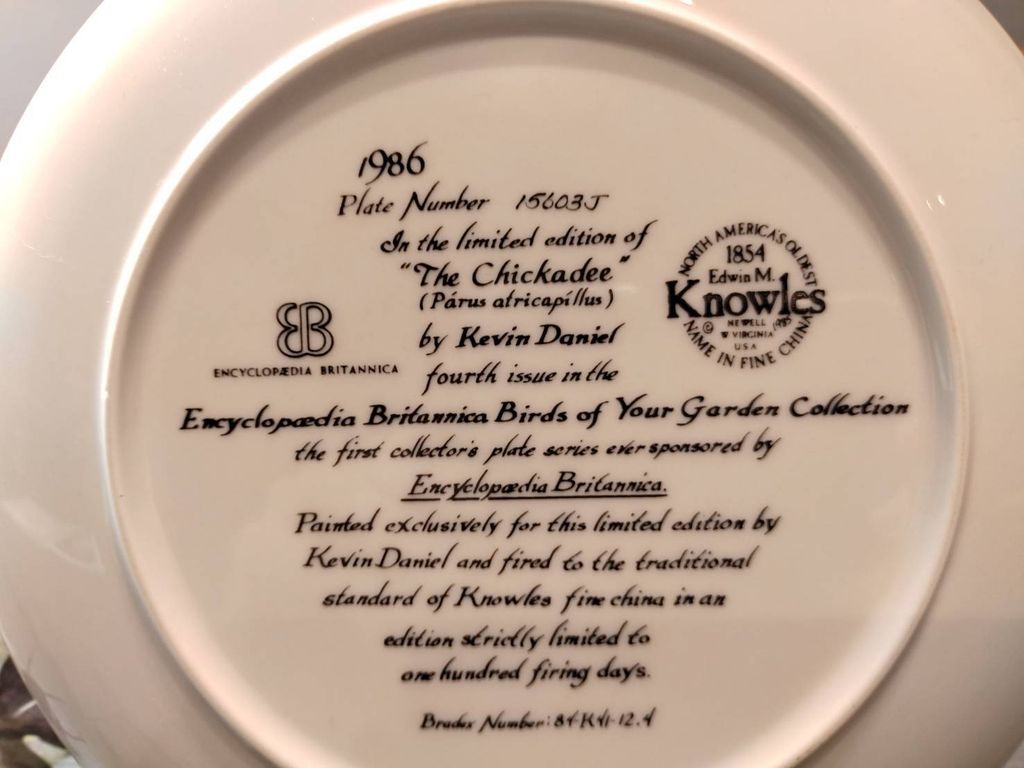 1986
Plate Number 15603J
In the limited edition of
"The Chickadee"
(Párus atricapíllus)
by Kevin Daniel
fourth issue in the
Encyclopædia Britannica Birds of Your Garden Collection
the first collector's plate series ever sponsored by
Encyclopædia Britannica.
Painted exclusively for this limited edition by
Kevin Daniel and fired to the traditional
standard of Knowles fine china in an
edition strictly limited to
one hundred firing days.
Bradex Number: 84-K41-12.4
ENCYCLOPÆDIA BRITANNICA
NORTH AMERICA'S OLDEST
1854
Edwin M.
Knowles
© NEWELL 1985
W VIRGINIA
USA
NAME IN FINE CHINA